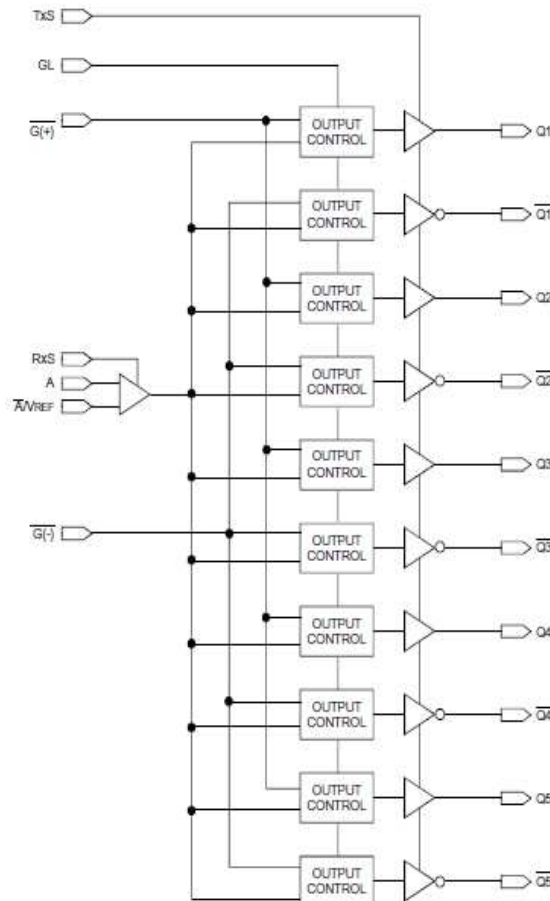 TxS
GL
G(+)
OUTPUT
CONTROL
Q1
OUTPUT
CONTROL
Q1
OUTPUT
CONTROL
Q2
RxS
A
A/VREF
OUTPUT
CONTROL
Q2
OUTPUT
CONTROL
Q3
G(-)
OUTPUT
CONTROL
Q3
OUTPUT
CONTROL
Q4
OUTPUT
CONTROL
Q4
OUTPUT
CONTROL
Q5
OUTPUT
CONTROL
Q5